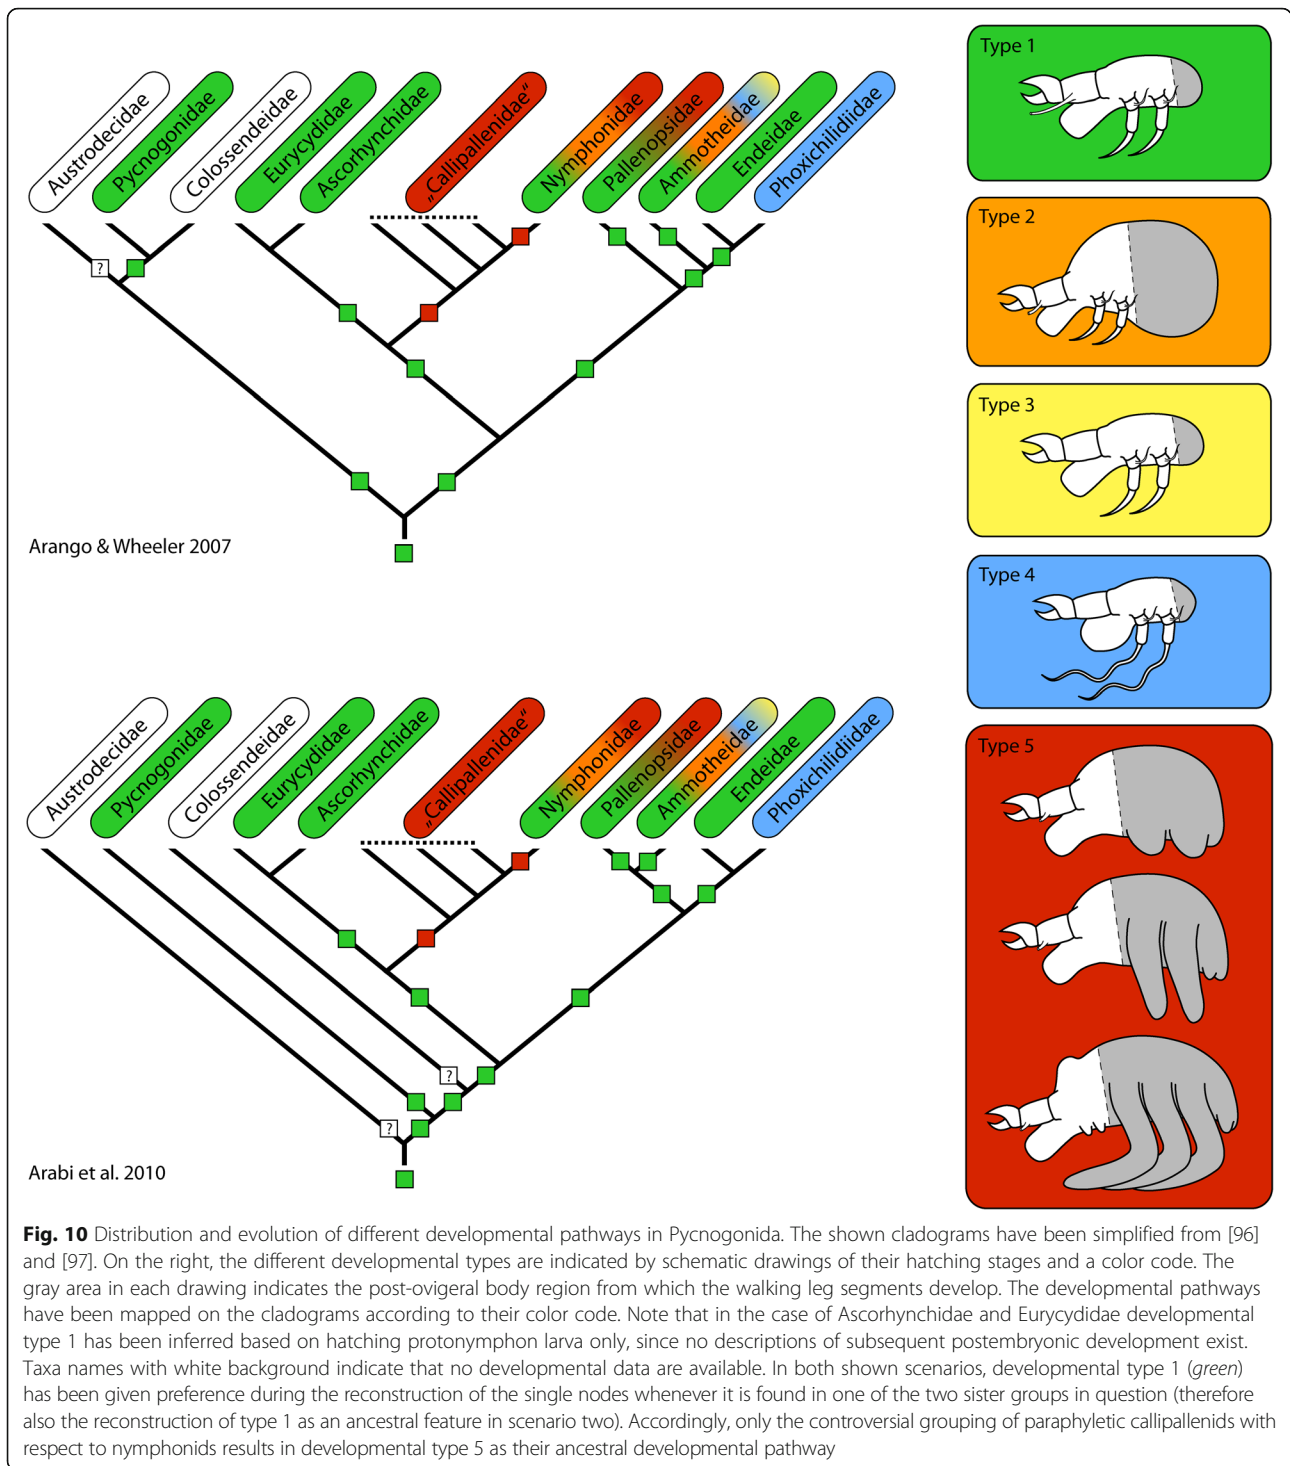 Austrodecidae
Pycnogonidae
Colossendeidae
Eurycydidae
Ascorhynchidae
„Callipallenidae“
Nymphonidae
Pallenopsidae
Ammotheidae
Endeidae
Phoxichilidiidae
?
Arango & Wheeler 2007
Austrodecidae
Pycnogonidae
Colossendeidae
Eurycydidae
Ascorhynchidae
„Callipallenidae“
Nymphonidae
Pallenopsidae
Ammotheidae
Endeidae
Phoxichilidiidae
?
?
Arabi et al. 2010
Type 1
Type 2
Type 3
Type 4
Type 5
Fig. 10 Distribution and evolution of different developmental pathways in Pycnogonida. The shown cladograms have been simplified from [96]
and [97]. On the right, the different developmental types are indicated by schematic drawings of their hatching stages and a color code. The
gray area in each drawing indicates the post-ovigeral body region from which the walking leg segments develop. The developmental pathways
have been mapped on the cladograms according to their color code. Note that in the case of Ascorhynchidae and Eurycydidae developmental
type 1 has been inferred based on hatching protonymphon larva only, since no descriptions of subsequent postembryonic development exist.
Taxa names with white background indicate that no developmental data are available. In both shown scenarios, developmental type 1 (green)
has been given preference during the reconstruction of the single nodes whenever it is found in one of the two sister groups in question (therefore
also the reconstruction of type 1 as an ancestral feature in scenario two). Accordingly, only the controversial grouping of paraphyletic callipallenids with
respect to nymphonids results in developmental type 5 as their ancestral developmental pathway